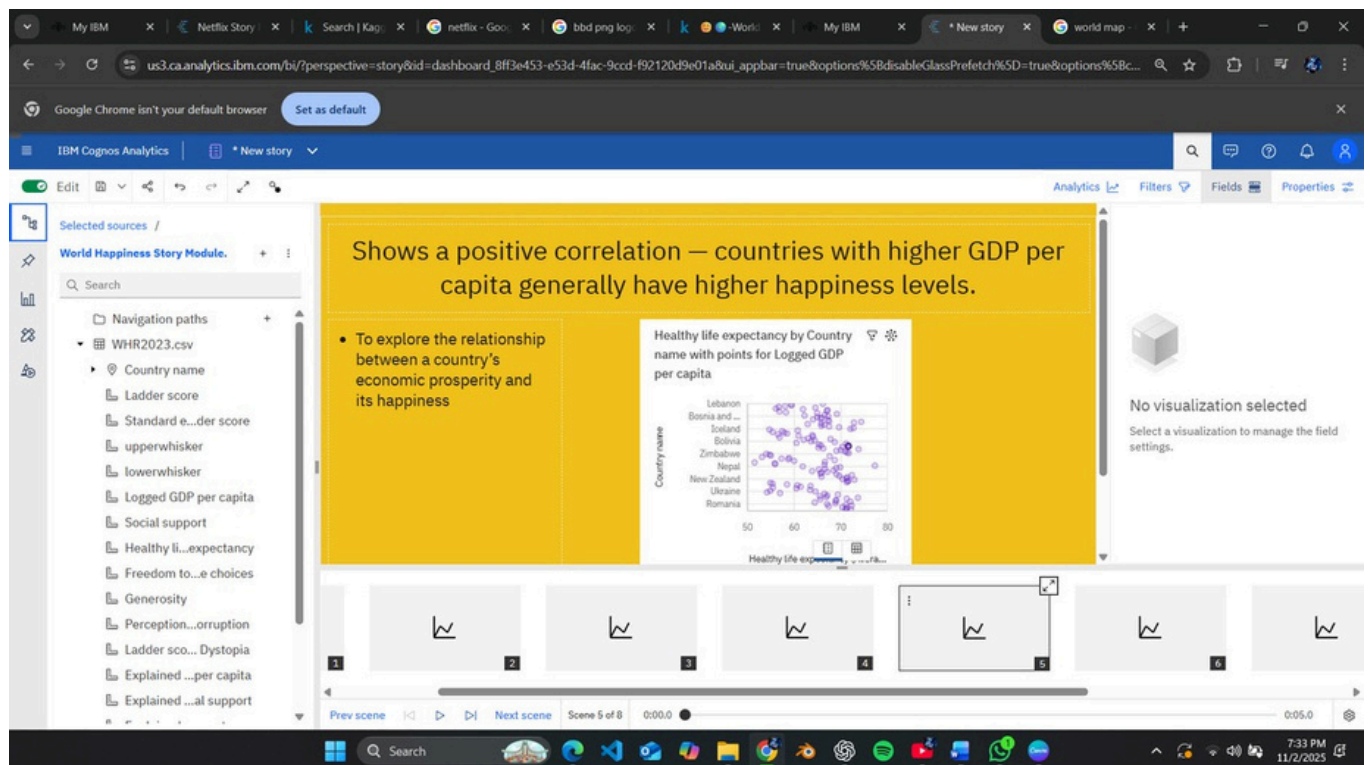 My IBM
Netflix Story
Search | Kag
netflix - Goo
bbd png log
-World
My IBM
* New story
world map -
us3.ca.analytics.ibm.com/bi/?perspective=story&id=dashboard_8ff3e453-e53d-4fac-9ccd-f92120d9e01a&ui_appbar=true&options%5BdisableGlassPrefetch%5D=true&options%5Bc...
Google Chrome isn't your default browser
Set as default
IBM Cognos Analytics
* New story
Edit
Analytics
Filters
Fields
Properties
Selected sources /
World Happiness Story Module.
Search
Navigation paths
WHR2023.csv
Country name
Ladder score
Standard e...der score
upperwhisker
lowerwhisker
Logged GDP per capita
Social support
Healthy li...expectancy
Freedom to...e choices
Generosity
Perception...orruption
Ladder sco... Dystopia
Explained ...per capita
Explained ...al support
Shows a positive correlation — countries with higher GDP per
capita generally have higher happiness levels.
• To explore the relationship
between a country's
economic prosperity and
its happiness
Healthy life expectancy by Country
name with points for Logged GDP
per capita
Country name
Lebanon
Bosnia and ...
Iceland
Bolivia
Zimbabwe
Nepal
New Zealand
Ukraine
Romania
50 60 70 80
Healthy life
No visualization selected
Select a visualization to manage the field
settings.
1
2
3
4
5
6
Prev scene
Next scene
Scene 5 of 8
0:00.0
0:05.0
Search
7:33 PM
11/2/2025